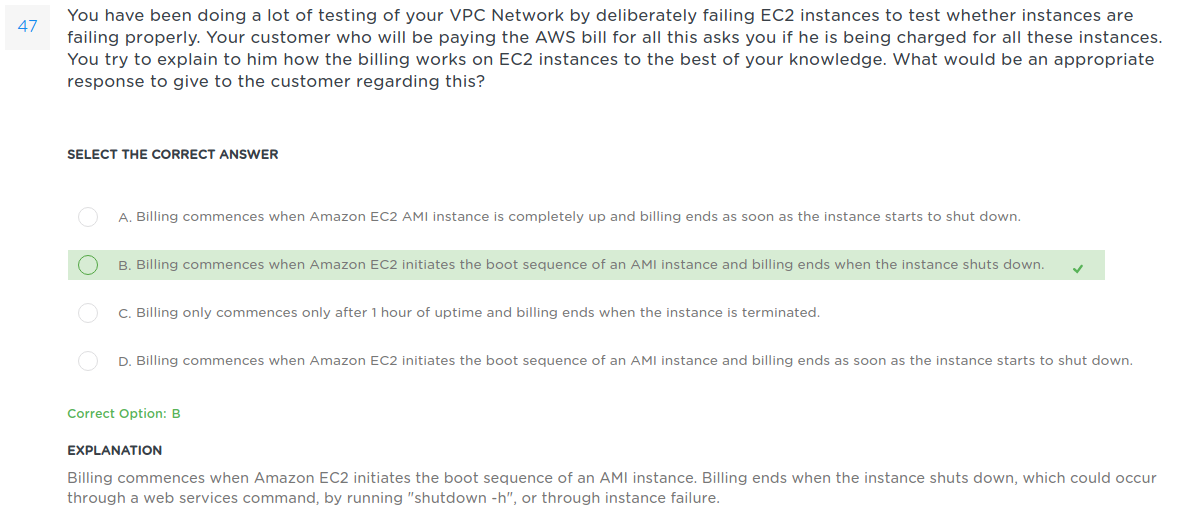 47
You have been doing a lot of testing of your VPC Network by deliberately failing EC2 instances to test whether instances are
failing properly. Your customer who will be paying the AWS bill for all this asks you if he is being charged for all these instances.
You try to explain to him how the billing works on EC2 instances to the best of your knowledge. What would be an appropriate
response to give to the customer regarding this?
SELECT THE CORRECT ANSWER
A. Billing commences when Amazon EC2 AMI instance is completely up and billing ends as soon as the instance starts to shut down.
B. Billing commences when Amazon EC2 initiates the boot sequence of an AMI instance and billing ends when the instance shuts down.
C. Billing only commences only after 1 hour of uptime and billing ends when the instance is terminated.
D. Billing commences when Amazon EC2 initiates the boot sequence of an AMI instance and billing ends as soon as the instance starts to shut down.
Correct Option: B
EXPLANATION
Billing commences when Amazon EC2 initiates the boot sequence of an AMI instance. Billing ends when the instance shuts down, which could occur
through a web services command, by running "shutdown -h", or through instance failure.